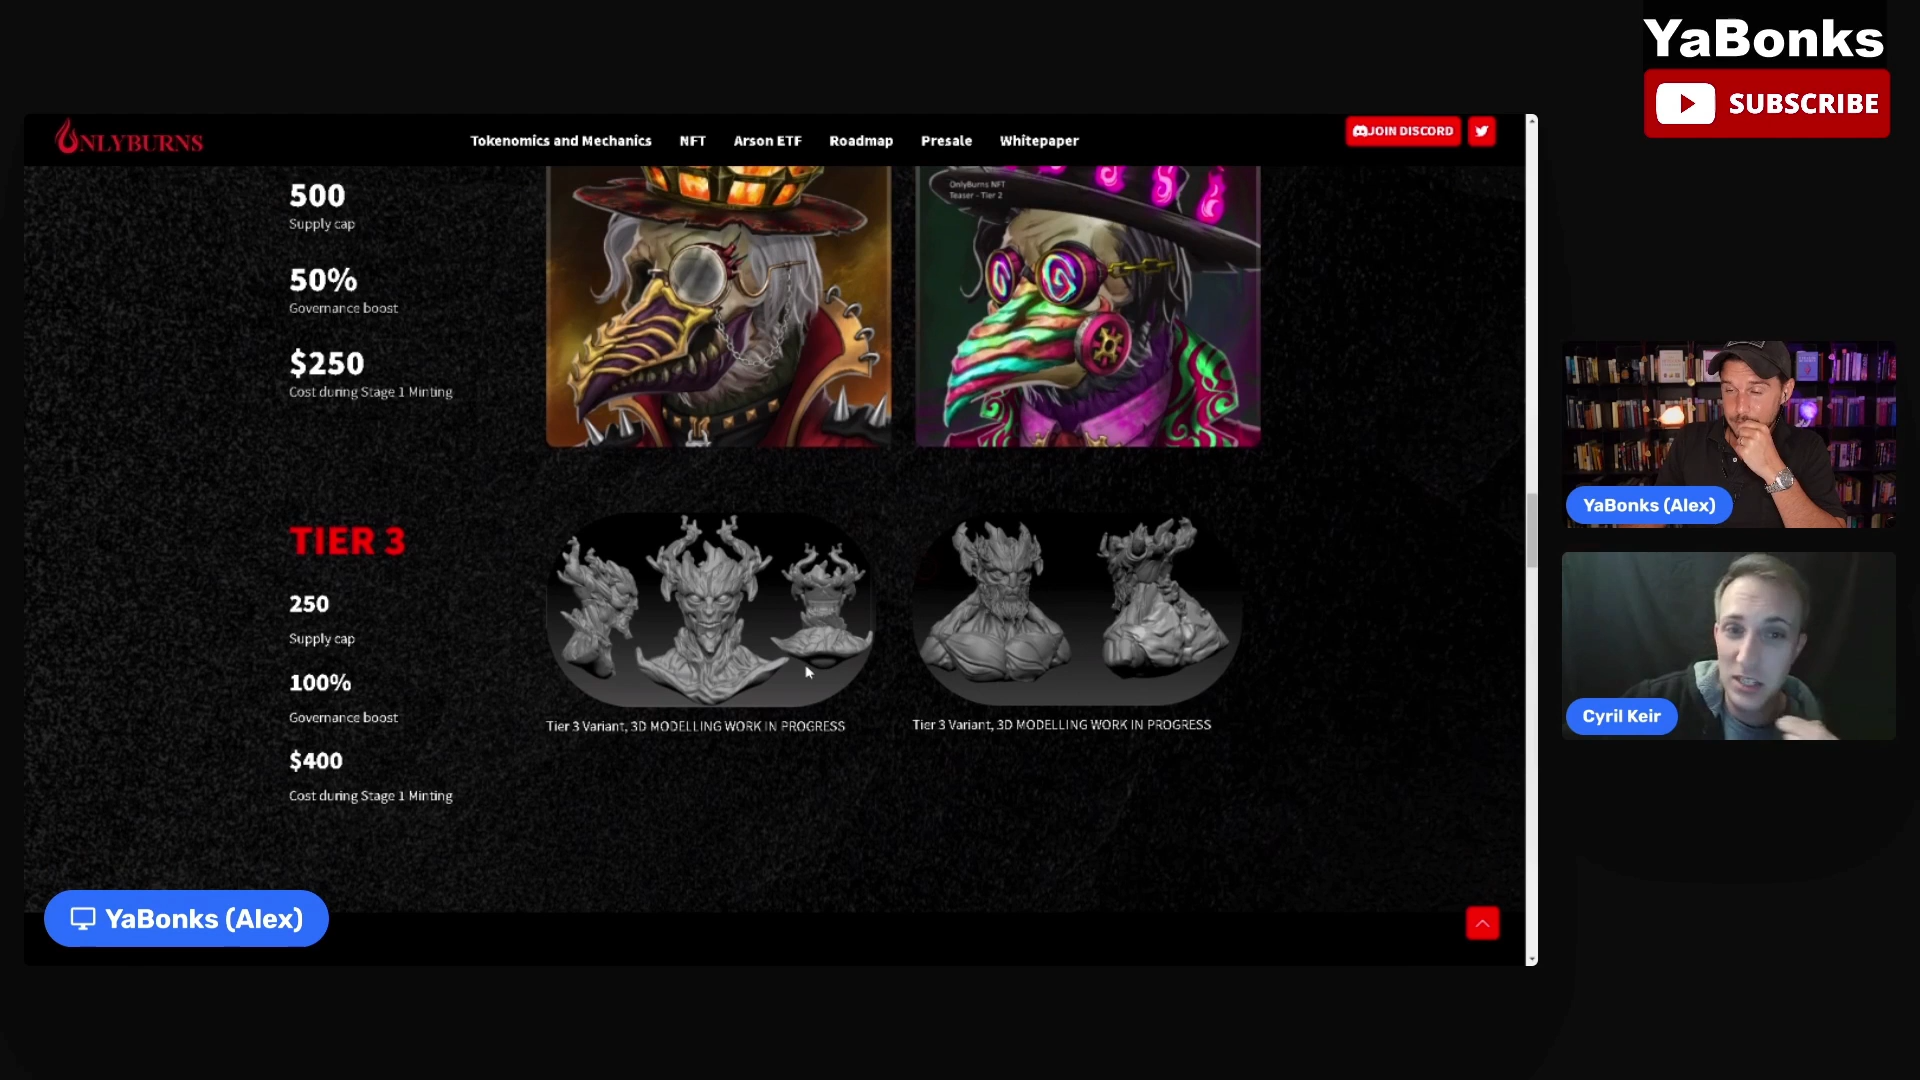 YaBonks
SUBSCRIBE
ONLYBURNS
Tokenomics and Mechanics
NFT
Arson ETF
Roadmap
Presale
Whitepaper
JOIN DISCORD
500
Supply cap
50%
Governance boost
$250
Cost during Stage 1 Minting
OnlyBurns NFT
Teaser - Tier 2
TIER 3
250
Supply cap
100%
Governance boost
$400
Cost during Stage 1 Minting
Tier 3 Variant, 3D MODELLING WORK IN PROGRESS
Tier 3 Variant, 3D MODELLING WORK IN PROGRESS
YaBonks (Alex)
Cyril Keir
YaBonks (Alex)